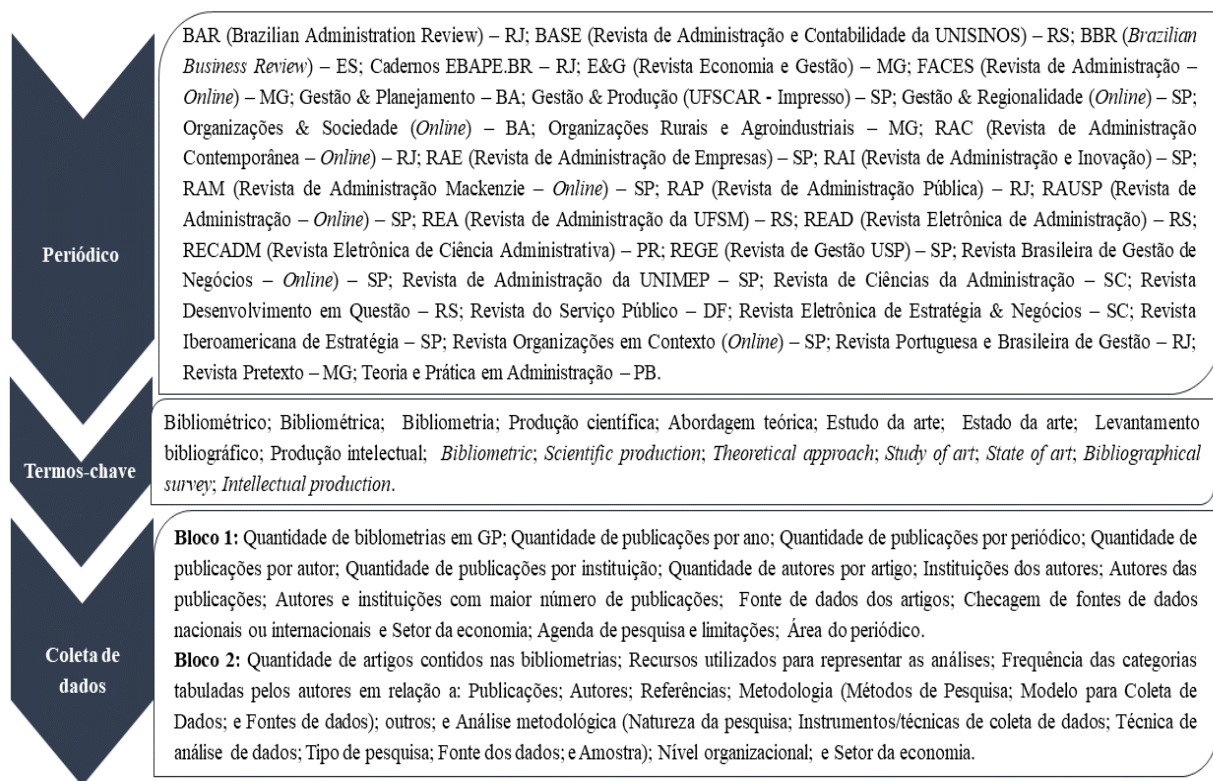 Periódico
BAR (Brazilian Administration Review) – RJ; BASE (Revista de Administração e Contabilidade da UNISINOS) – RS; BBR (Brazilian
Business Review) – ES; Cadernos EBAPE.BR – RJ; E&G (Revista Economia e Gestão) – MG; FACES (Revista de Administração –
Online) – MG; Gestão & Planejamento – BA; Gestão & Produção (UFSCAR - Impresso) – SP; Gestão & Regionalidade (Online) – SP;
Organizações & Sociedade (Online) – BA; Organizações Rurais e Agroindustriais – MG; RAC (Revista de Administração
Contemporânea – Online) – RJ; RAE (Revista de Administração de Empresas) – SP; RAI (Revista de Administração e Inovação) – SP;
RAM (Revista de Administração Mackenzie – Online) – SP; RAP (Revista de Administração Pública) – RJ; RAUSP (Revista de
Administração – Online) – SP; REA (Revista de Administração da UFSM) – RS; READ (Revista Eletrônica de Administração) – RS;
RECADM (Revista Eletrônica de Ciência Administrativa) – PR; REGE (Revista de Gestão USP) – SP; Revista Brasileira de Gestão de
Negócios – Online) – SP; Revista de Administração da UNIMEP – SP; Revista de Ciências da Administração – SC; Revista
Desenvolvimento em Questão – RS; Revista do Serviço Público – DF; Revista Eletrônica de Estratégia & Negócios – SC; Revista
Iberoamericana de Estratégia – SP; Revista Organizações em Contexto (Online) – SP; Revista Portuguesa e Brasileira de Gestão – RJ;
Revista Pretexto – MG; Teoria e Prática em Administração – PB.
Termos-chave
Bibliométrico; Bibliométrica; Bibliometria; Produção científica; Abordagem teórica; Estudo da arte; Estado da arte; Levantamento
bibliográfico; Produção intelectual; Bibliometric; Scientific production; Theoretical approach; Study of art; State of art; Bibliographical
survey; Intellectual production.
Coleta de
dados
Bloco 1: Quantidade de biblometrias em GP; Quantidade de publicações por ano; Quantidade de publicações por periódico; Quantidade de
publicações por autor; Quantidade de publicações por instituição; Quantidade de autores por artigo; Instituições dos autores; Autores das
publicações; Autores e instituições com maior número de publicações; Fonte de dados dos artigos; Checagem de fontes de dados
nacionais ou internacionais e Setor da economia; Agenda de pesquisa e limitações; Área do periódico.
Bloco 2: Quantidade de artigos contidos nas bibliometrias; Recursos utilizados para representar as análises; Frequência das categorias
tabuladas pelos autores em relação a: Publicações; Autores; Referências; Metodologia (Métodos de Pesquisa; Modelo para Coleta de
Dados; e Fontes de dados); outros; e Análise metodológica (Natureza da pesquisa; Instrumentos/técnicas de coleta de dados; Técnica de
análise de dados; Tipo de pesquisa; Fonte dos dados; e Amostra); Nível organizacional; e Setor da economia.